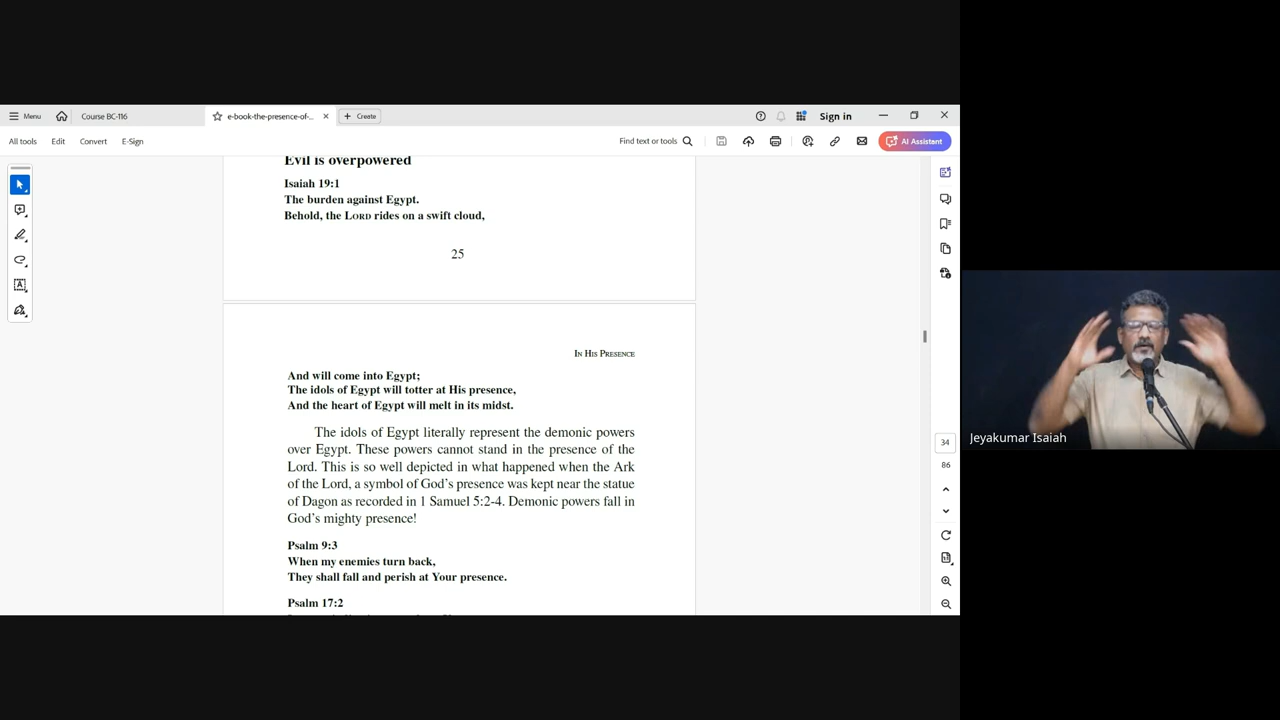 Menu
Course BC-116
e-book-the-presence-of-...
Create
Sign in
All tools
Edit
Convert
E-Sign
Find text or tools
AI Assistant
Evil is overpowered
Isaiah 19:1
The burden against Egypt.
Behold, the LORD rides on a swift cloud,
25
IN HIS PRESENCE
And will come into Egypt;
The idols of Egypt will totter at His presence,
And the heart of Egypt will melt in its midst.
The idols of Egypt literally represent the demonic powers
over Egypt. These powers cannot stand in the presence of the
Lord. This is so well depicted in what happened when the Ark
of the Lord, a symbol of God's presence was kept near the statue
of Dagon as recorded in 1 Samuel 5:2-4. Demonic powers fall in
God's mighty presence!
Psalm 9:3
When my enemies turn back,
They shall fall and perish at Your presence.
Psalm 17:2
34
86
Jeyakumar Isaiah